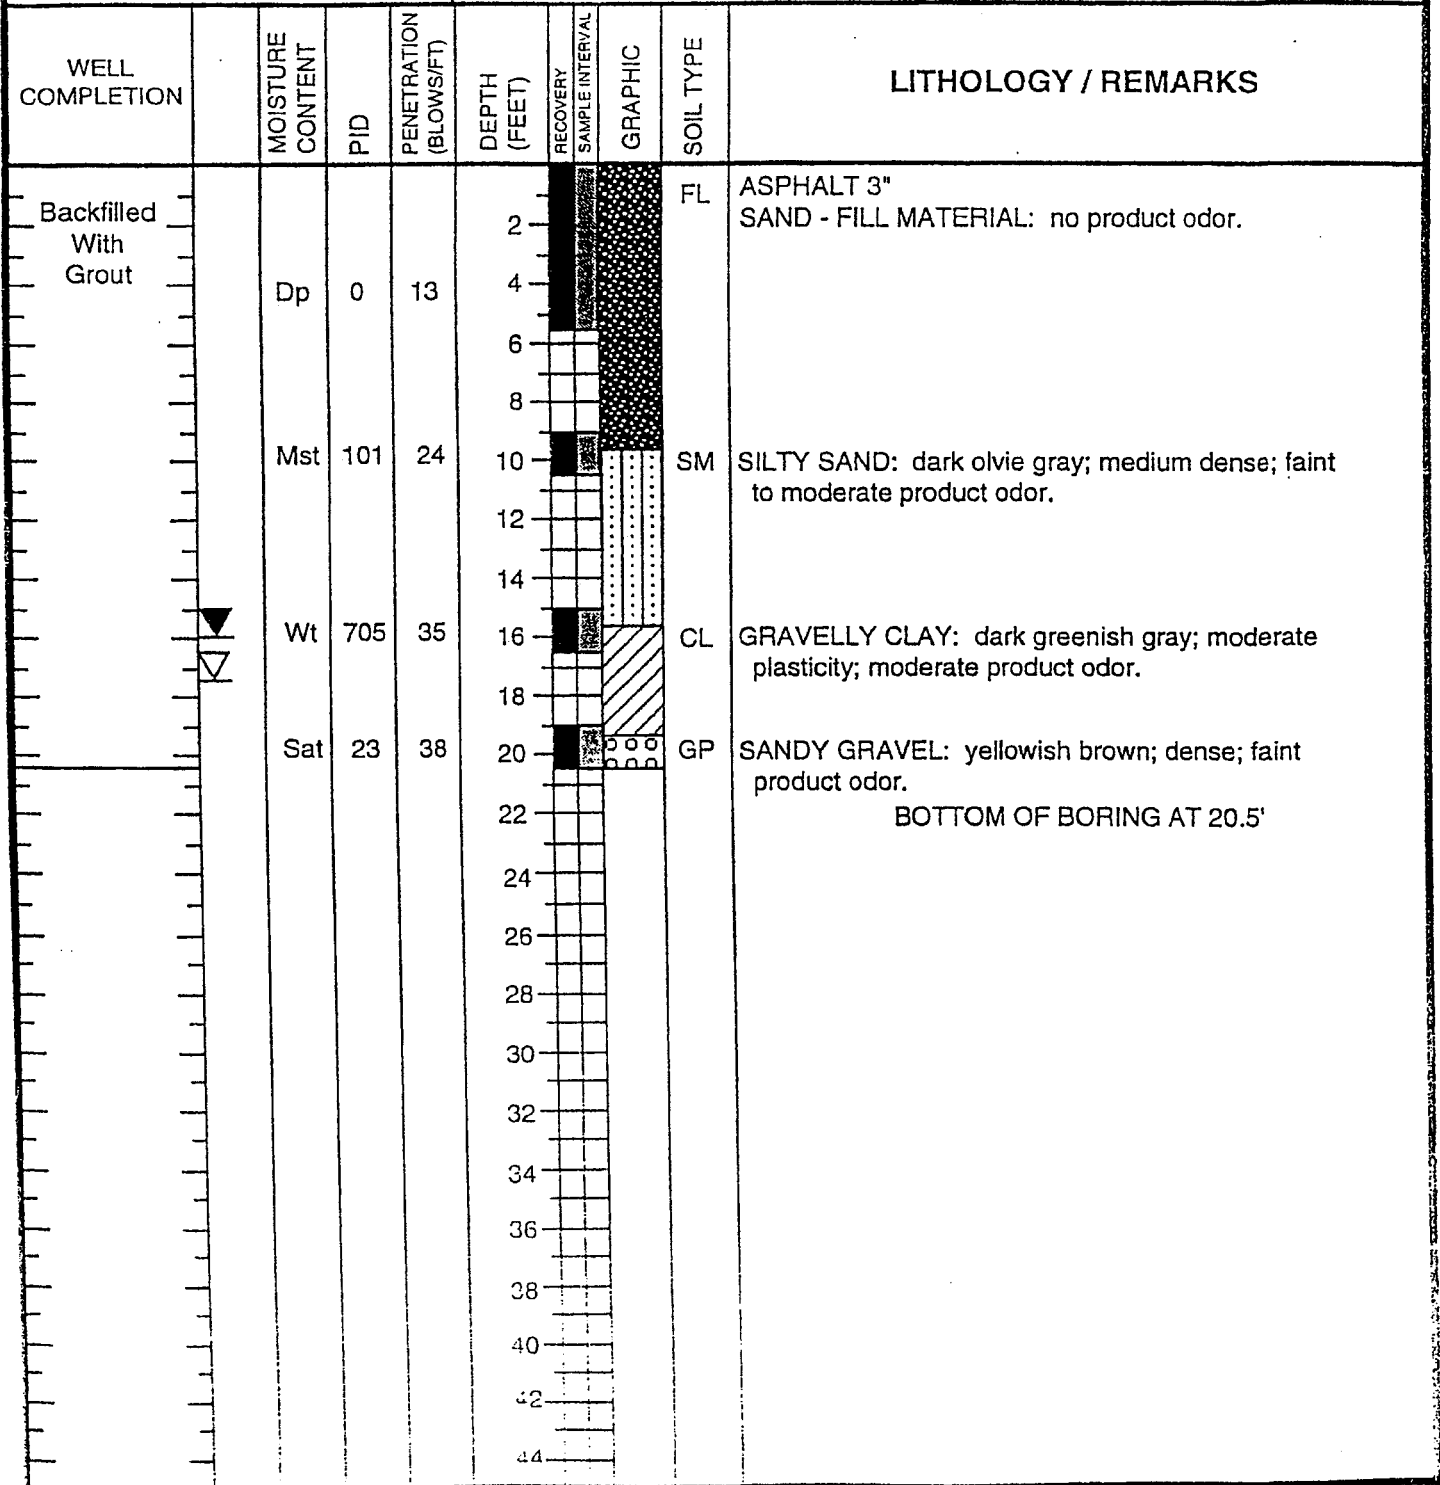 WELL COMPLETION
MOISTURE CONTENT
PID
PENETRATION (BLOWS/FT)
DEPTH (FEET)
RECOVERY
SAMPLE INTERVAL
GRAPHIC
SOIL TYPE
LITHOLOGY / REMARKS
Backfilled
With
Grout
FL ASPHALT 3"
SAND - FILL MATERIAL: no product odor.
2
Dp 0 13 4
6
8
Mst 101 24 10 SM SILTY SAND: dark olvie gray; medium dense; faint
to moderate product odor.
12
14
Wt 705 35 16 CL GRAVELLY CLAY: dark greenish gray; moderate
plasticity; moderate product odor.
18
Sat 23 38 20 GP SANDY GRAVEL: yellowish brown; dense; faint
product odor.
22 BOTTOM OF BORING AT 20.5'
24
26
28
30
32
34
36
38
40
42
44